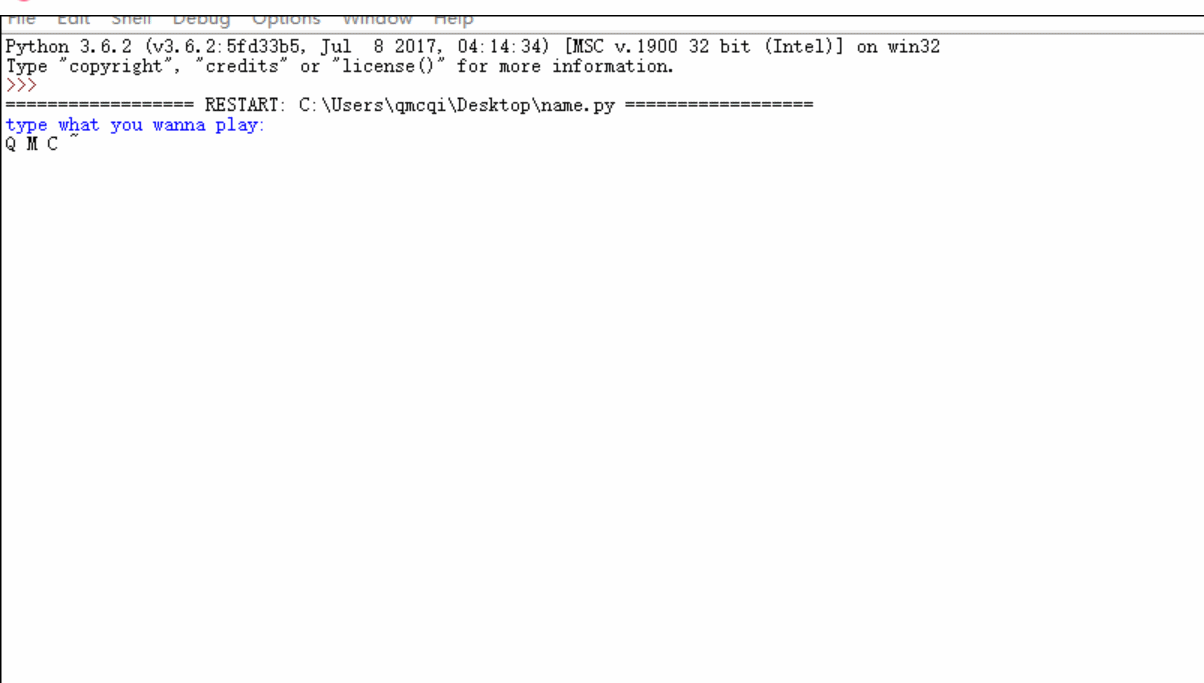 File Edit Shell Debug Options Window Help
Python 3.6.2 (v3.6.2:5fd33b5, Jul  8 2017, 04:14:34) [MSC v.1900 32 bit (Intel)] on win32
Type "copyright", "credits" or "license()" for more information.
>>>
================== RESTART: C:\Users\qmcqi\Desktop\name.py ==================
type what you wanna play:
Q M C ~